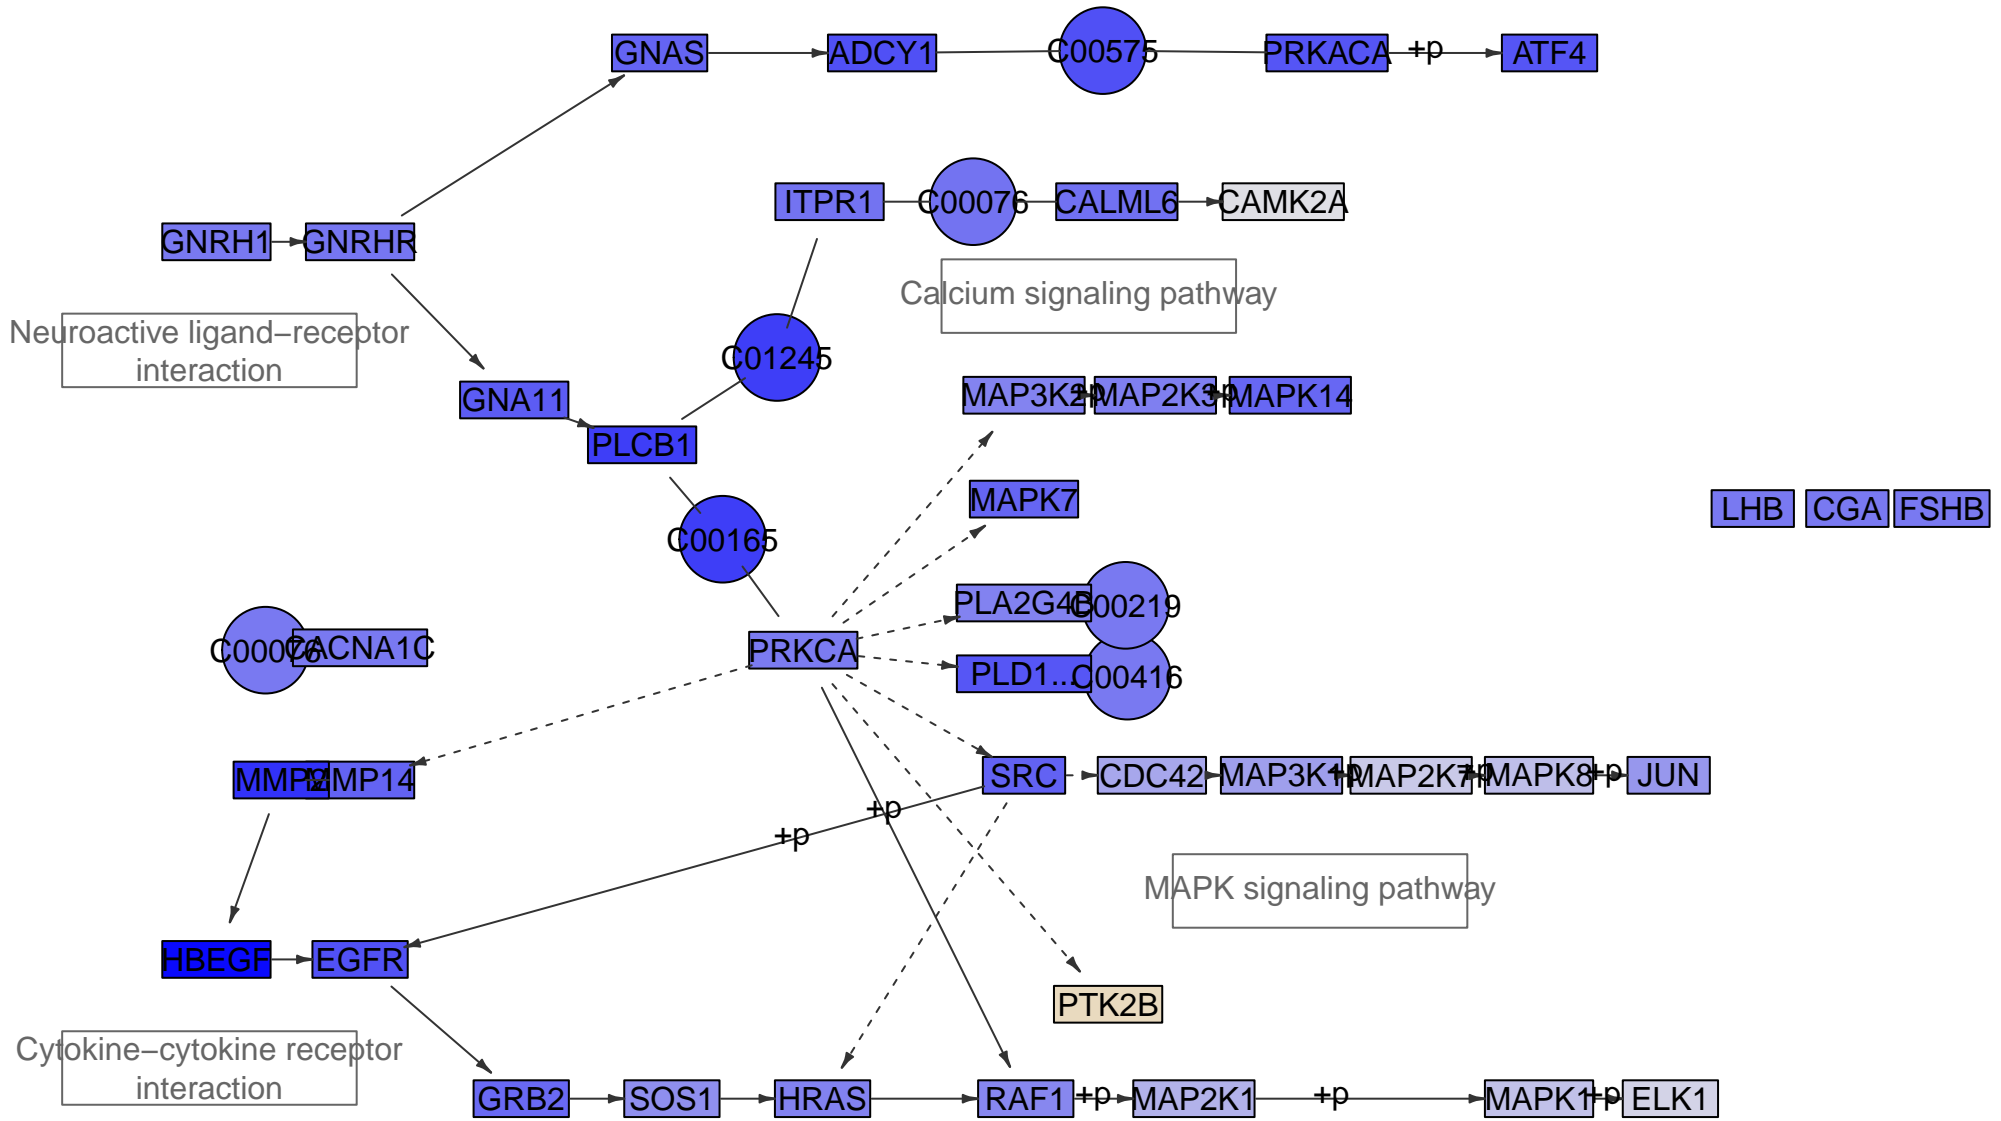 GNAS
ADCY1
C00575
PRKACA
+p
ATF4
ITPR1
C00076
CALML6
CAMK2A
GNRH1
GNRHR
Calcium signaling pathway
Neuroactive ligand–receptor
interaction
C01245
GNA11
PLCB1
MAP3K2
+p
MAP2K3
+p
MAPK14
MAPK7
LHB
CGA
FSHB
C00165
PLA2G4B
C00219
C00076
CACNA1C
PRKCA
PLD1...
C00416
MMP2
MMP14
SRC
CDC42
MAP3K1
+p
MAP2K7
+p
MAPK8
+p
JUN
+p
+p
MAPK signaling pathway
HBEGF
EGFR
PTK2B
Cytokine–cytokine receptor
interaction
GRB2
SOS1
HRAS
RAF1
+p
MAP2K1
+p
MAPK1
+p
ELK1